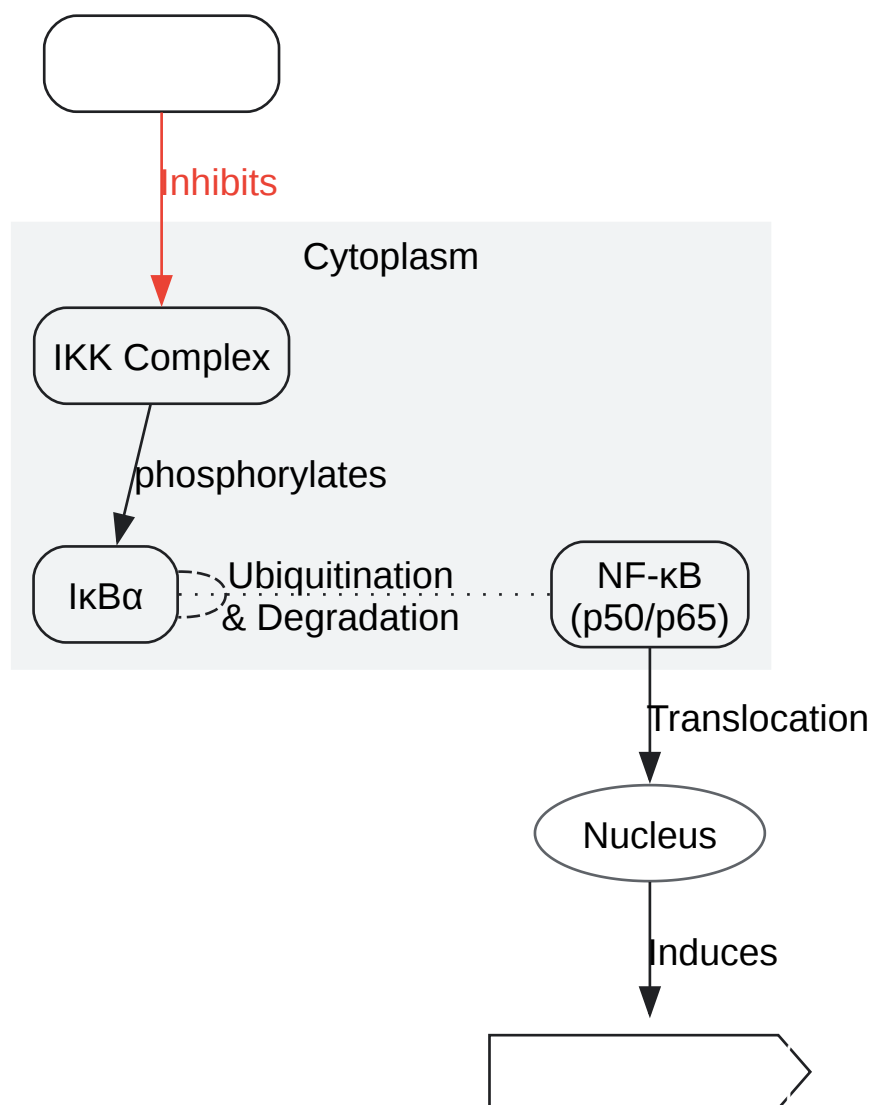 Inhibits
Cytoplasm
IKK Complex
phosphorylates
IκBα
Ubiquitination
& Degradation
NF-κB
(p50/p65)
Translocation
Nucleus
Induces